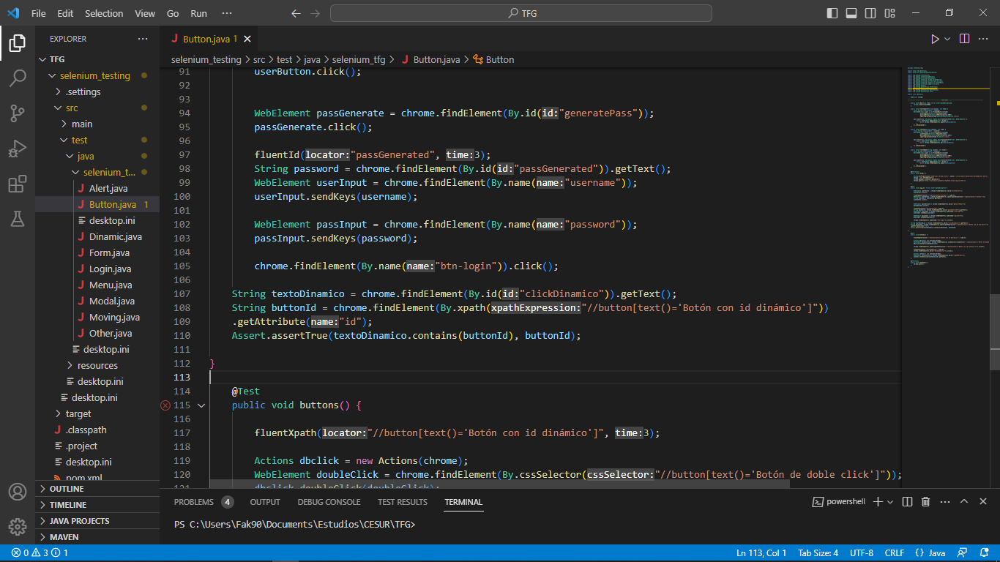 File Edit Selection View Go Run ··· TFG
EXPLORER ···
TFG
selenium_testing
.settings
src
main
test
java
selenium_t...
Alert.java
Button.java 1
desktop.ini
Dinamic.java
Form.java
Login.java
Menu.java
Modal.java
Moving.java
Other.java
desktop.ini
resources
desktop.ini
desktop.ini
target
.classpath
.project
desktop.ini
pom.xml
OUTLINE
TIMELINE
JAVA PROJECTS
MAVEN
Button.java 1
selenium_testing > src > test > java > selenium_tfg > Button.java > Button
91 userButton.click();
92
93
94 WebElement passGenerate = chrome.findElement(By.id(id:"generatePass"));
95 passGenerate.click();
96
97 fluentId(locator:"passGenerated", time:3);
98 String password = chrome.findElement(By.id(id:"passGenerated")).getText();
99 WebElement userInput = chrome.findElement(By.name(name:"username"));
100 userInput.sendKeys(username);
101
102 WebElement passInput = chrome.findElement(By.name(name:"password"));
103 passInput.sendKeys(password);
104
105 chrome.findElement(By.name(name:"btn-login")).click();
106
107 String textoDinamico = chrome.findElement(By.id(id:"clickDinamico")).getText();
108 String buttonId = chrome.findElement(By.xpath(xpathExpression:"//button[text()='Botón con id dinámico']"))
109 .getAttribute(name:"id");
110 Assert.assertTrue(textoDinamico.contains(buttonId), buttonId);
111
112 }
113
114 @Test
115 public void buttons() {
116
117 fluentXpath(locator:"//button[text()='Botón con id dinámico']", time:3);
118
119 Actions dbclick = new Actions(chrome);
120 WebElement doubleClick = chrome.findElement(By.cssSelector(cssSelector:"//button[text()='Botón de doble click']"));
121 dbclick.doubleClick(doubleClick);
PROBLEMS 4 OUTPUT DEBUG CONSOLE TEST RESULTS TERMINAL powershell
PS C:\Users\Fak90\Documents\Estudios\CESUR\TFG>
0 3 1 Ln 113, Col 1 Tab Size: 4 UTF-8 CRLF {} Java